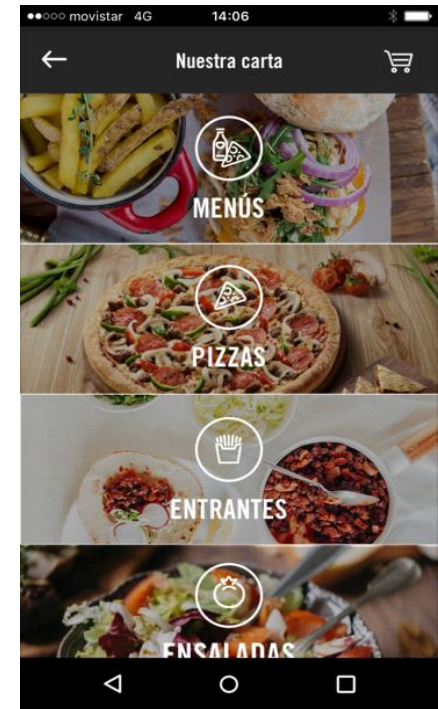 movistar 4G 14:06
Nuestra carta
MENÚS
PIZZAS
ENTRANTES
ENSALADAS